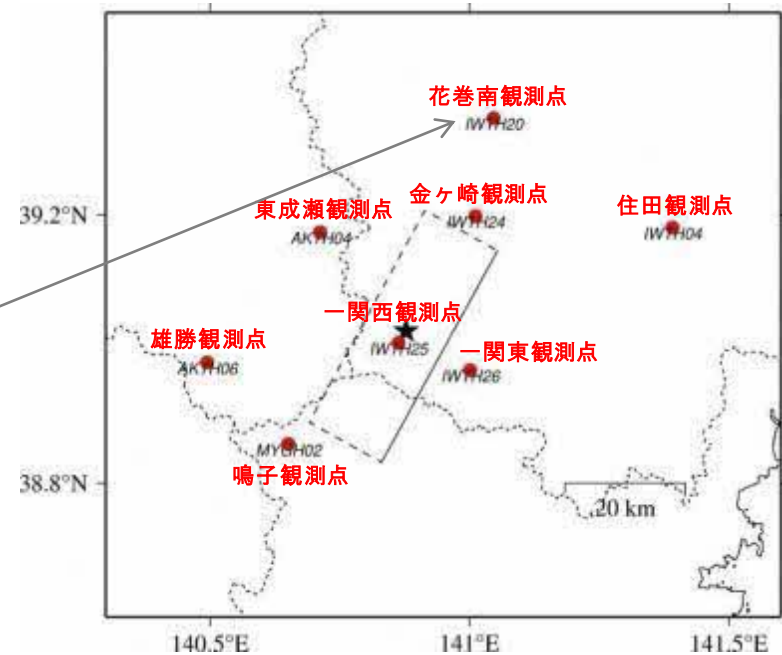 花巻南観測点
IWTH20
金ヶ崎観測点
IWTH24
39.2°N
東成瀬観測点
AKTH04
住田観測点
IWTH04
一関西観測点
IWTH25
雄勝観測点
AKTH06
一関東観測点
IWTH26
MYGH02
鳴子観測点
38.8°N
20 km
140.5°E
141°E
141.5°E